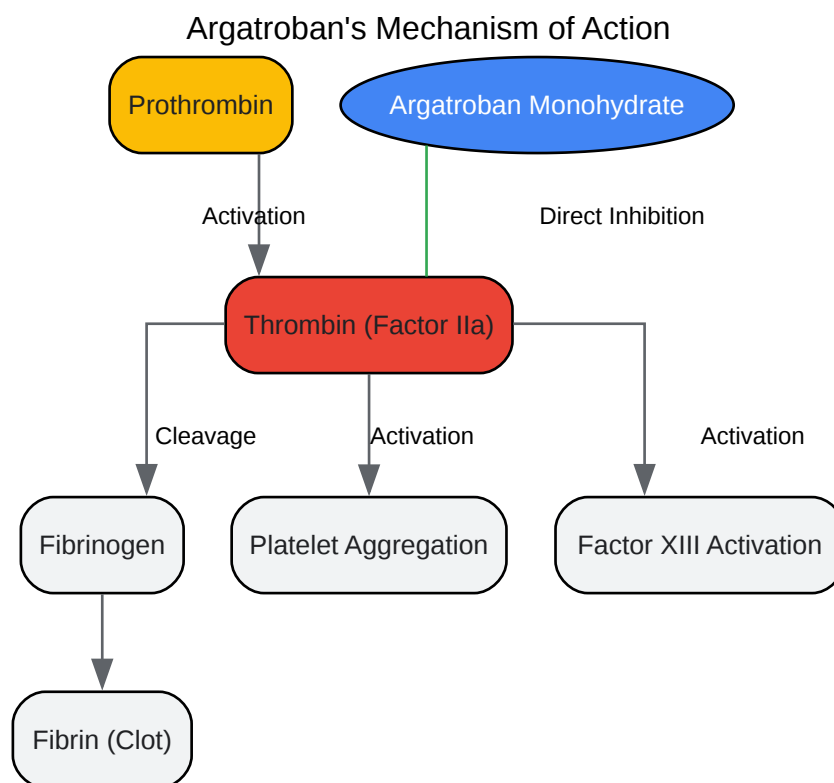 Argatroban's Mechanism of Action
Prothrombin
Argatroban Monohydrate
Activation
Direct Inhibition
Thrombin (Factor IIa)
Cleavage
Activation
Activation
Fibrinogen
Platelet Aggregation
Factor XIII Activation
Fibrin (Clot)